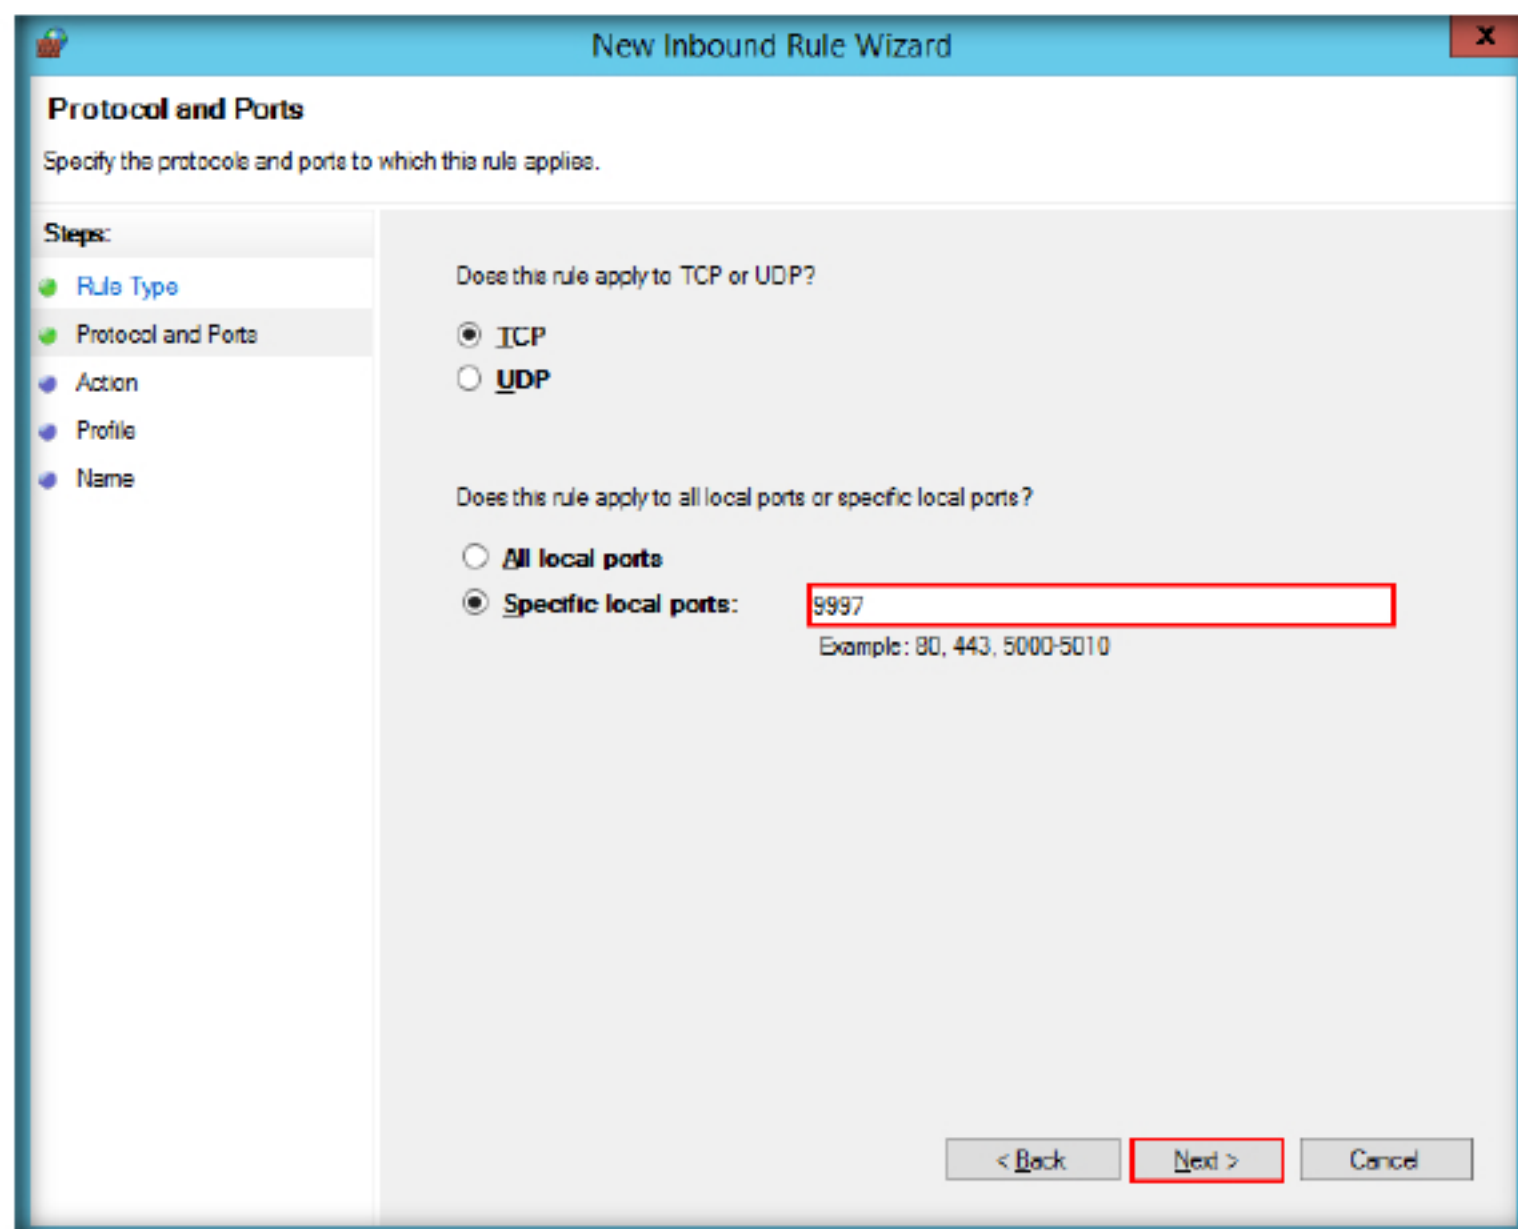 New Inbound Rule Wizard
x
Protocol and Ports
Specify the protocols and ports to which this rule applies.
Steps:
Rule Type
Protocol and Ports
Action
Profile
Name
Does this rule apply to TCP or UDP?
TCP
UDP
Does this rule apply to all local ports or specific local ports?
All local ports
Specific local ports: 9997
Example: 80, 443, 5000-5010
< Back Next > Cancel